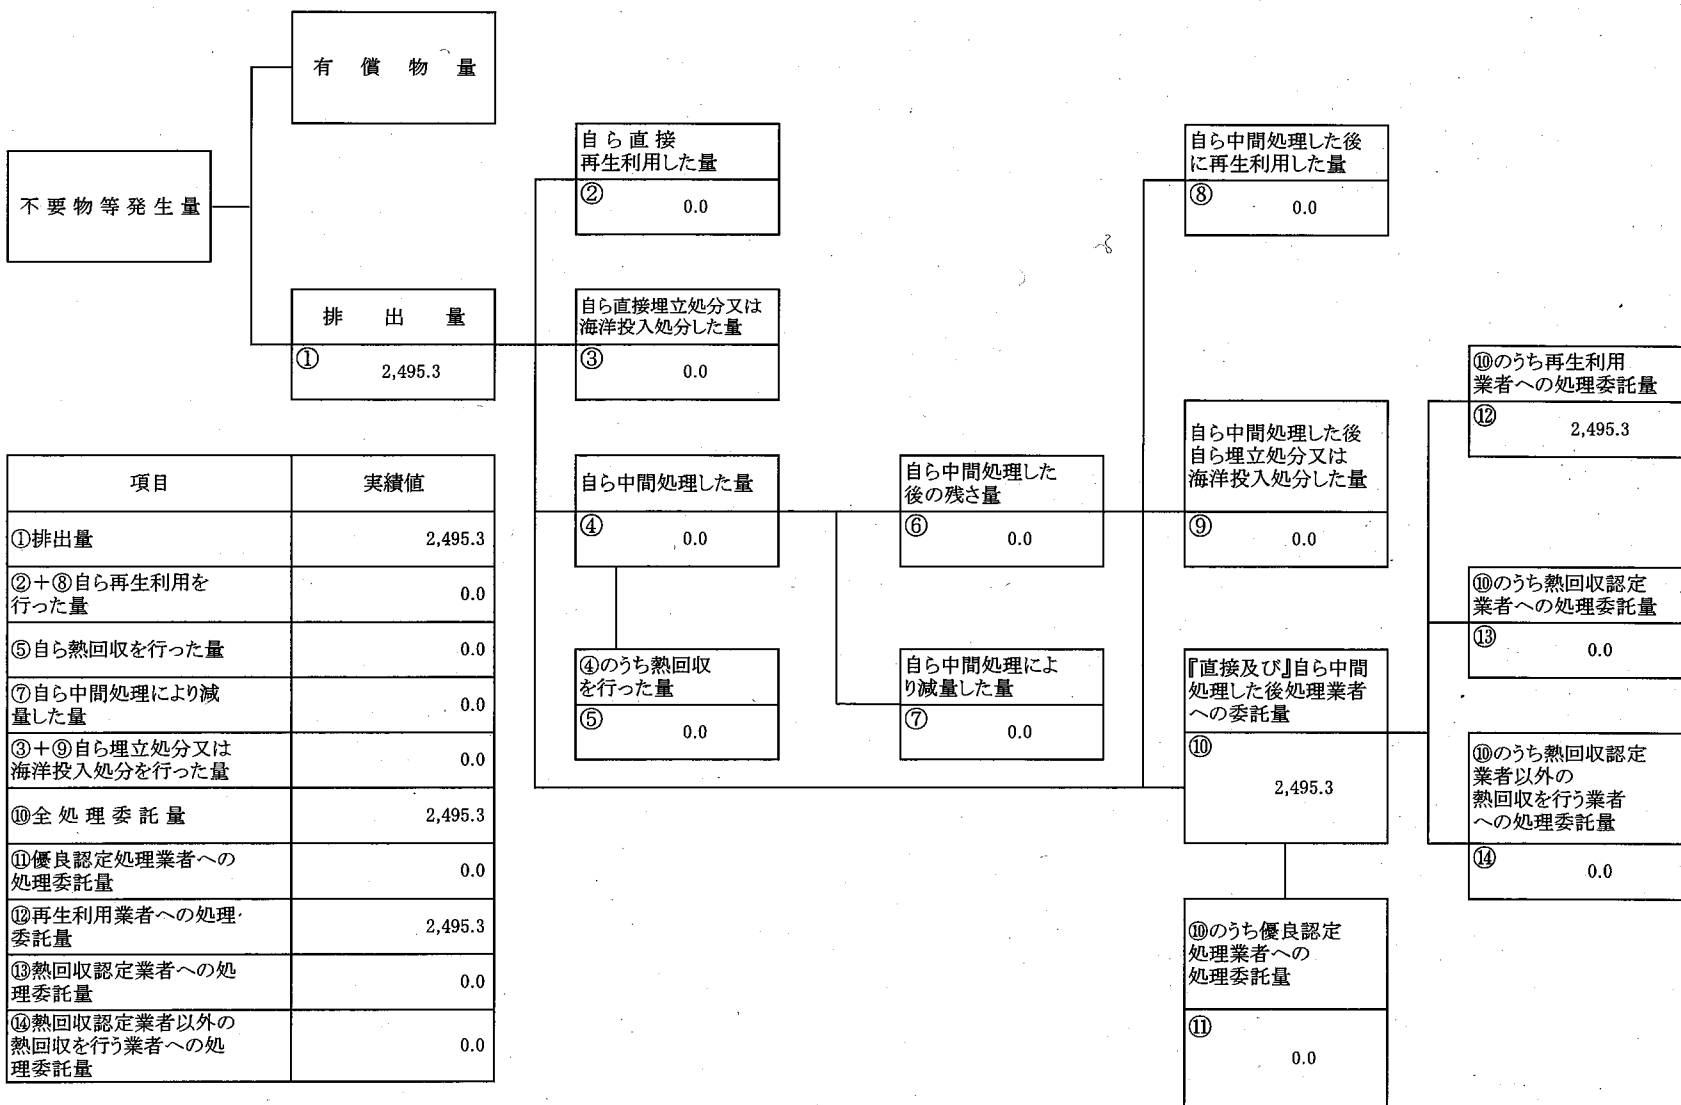 有償物量
不要物等発生量
排出量
①
2,495.3
自ら直接
再生利用した量
②
0.0
自ら直接埋立処分又は
海洋投入処分した量
③
0.0
自ら中間処理した量
④
0.0
④のうち熱回収
を行った量
⑤
0.0
自ら中間処理した
後の残さ量
⑥
0.0
自ら中間処理によ
り減量した量
⑦
0.0
自ら中間処理した後
に再生利用した量
⑧
0.0
自ら中間処理した後
自ら埋立処分又は
海洋投入処分した量
⑨
0.0
『直接及び』自ら中間
処理した後処理業者
への委託量
⑩
2,495.3
⑩のうち優良認定
処理業者への
処理委託量
⑪
0.0
⑩のうち再生利用
業者への処理委託量
⑫
2,495.3
⑩のうち熱回収認定
業者への処理委託量
⑬
0.0
⑩のうち熱回収認定
業者以外の
熱回収を行う業者
への処理委託量
⑭
0.0
項目 実績値
①排出量 2,495.3
②+⑧自ら再生利用を
行った量 0.0
⑤自ら熱回収を行った量 0.0
⑦自ら中間処理により減
量した量 0.0
③+⑨自ら埋立処分又は
海洋投入処分を行った量 0.0
⑩全処理委託量 2,495.3
⑪優良認定処理業者への
処理委託量 0.0
⑫再生利用業者への処理
委託量 2,495.3
⑬熱回収認定業者への処
理委託量 0.0
⑭熱回収認定業者以外の
熱回収を行う業者への処
理委託量 0.0